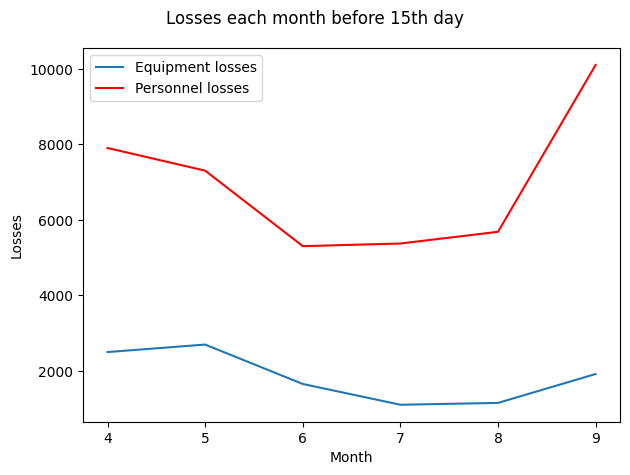 Losses each month before 15th day
Equipment losses
Personnel losses
10000
8000
6000
4000
2000
Losses
4 5 6 7 8 9
Month